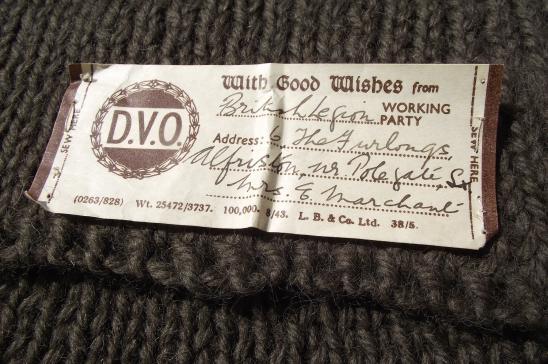 With Good Wishes from
British Legion WORKING PARTY
Address: 6, The Furlongs,
Alfriston, nr. Polegate, Sx
Mrs E Marchant
D.V.O.
SEW HERE
SEW HERE
(0263/828) Wt. 25472/3737. 100,000. 8/43. L. B. & Co. Ltd. 38/5.